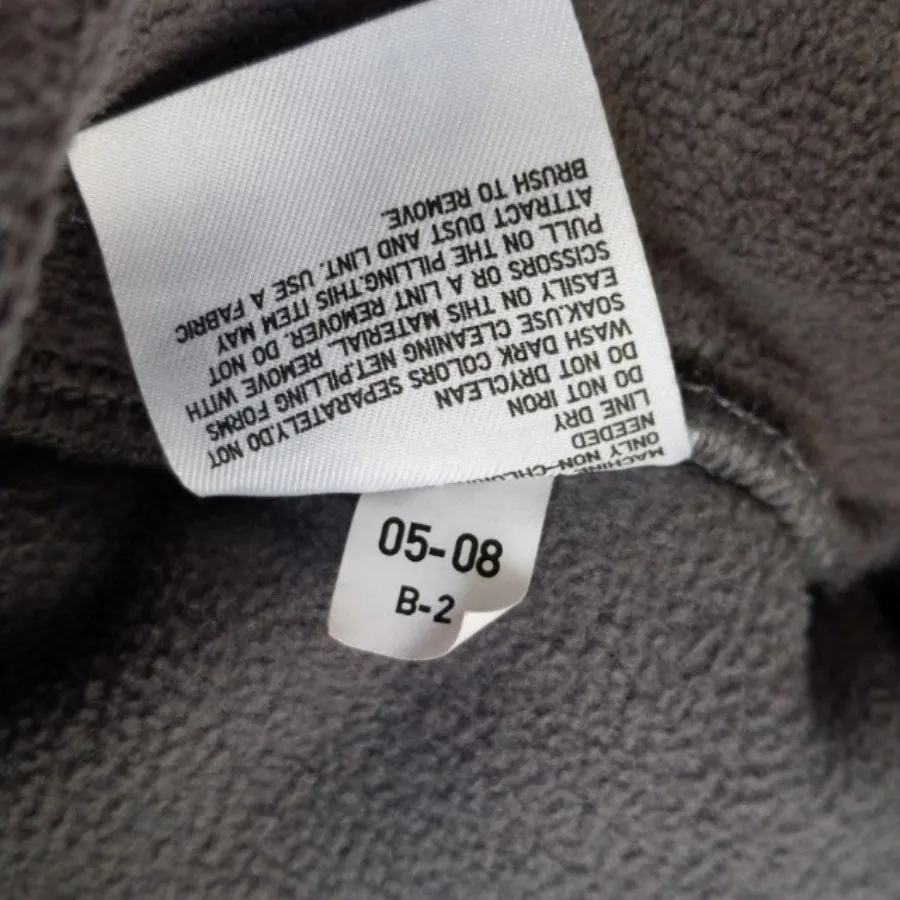 MACHINE
ONLY NON-CHLORINE
NEEDED
LINE DRY
DO NOT IRON
DO NOT DRYCLEAN
WASH DARK COLORS SEPARATELY.DO NOT
SOAK.USE CLEANING NET.PILLING FORMS
EASILY ON THIS MATERIAL. REMOVE WITH
SCISSORS OR A LINT REMOVER. DO NOT
PULL ON THE PILLING.THIS ITEM MAY
ATTRACT DUST AND LINT. USE A FABRIC
BRUSH TO REMOVE.
05-08
B-2